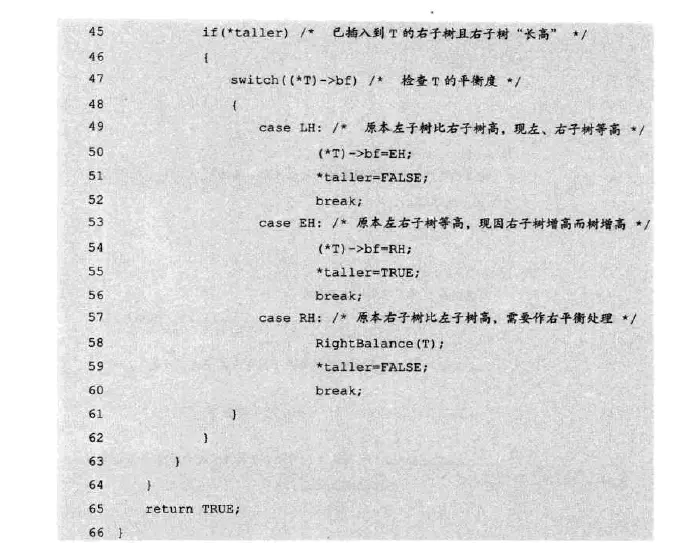 45 if(*taller) /* 已插入到 T 的右子树且右子树“长高” */
46 {
47 switch((*T)->bf) /* 检查 T 的平衡度 */
48 {
49 case LH: /* 原本左子树比右子树高，现左、右子树等高 */
50 (*T)->bf=EH;
51 *taller=FALSE;
52 break;
53 case EH: /* 原本左右子树等高，现因右子树增高而树增高 */
54 (*T)->bf=RH;
55 *taller=TRUE;
56 break;
57 case RH: /* 原本右子树比左子树高，需要作右平衡处理 */
58 RightBalance(T);
59 *taller=FALSE;
60 break;
61 }
62 }
63 }
64 }
65 return TRUE;
66 }